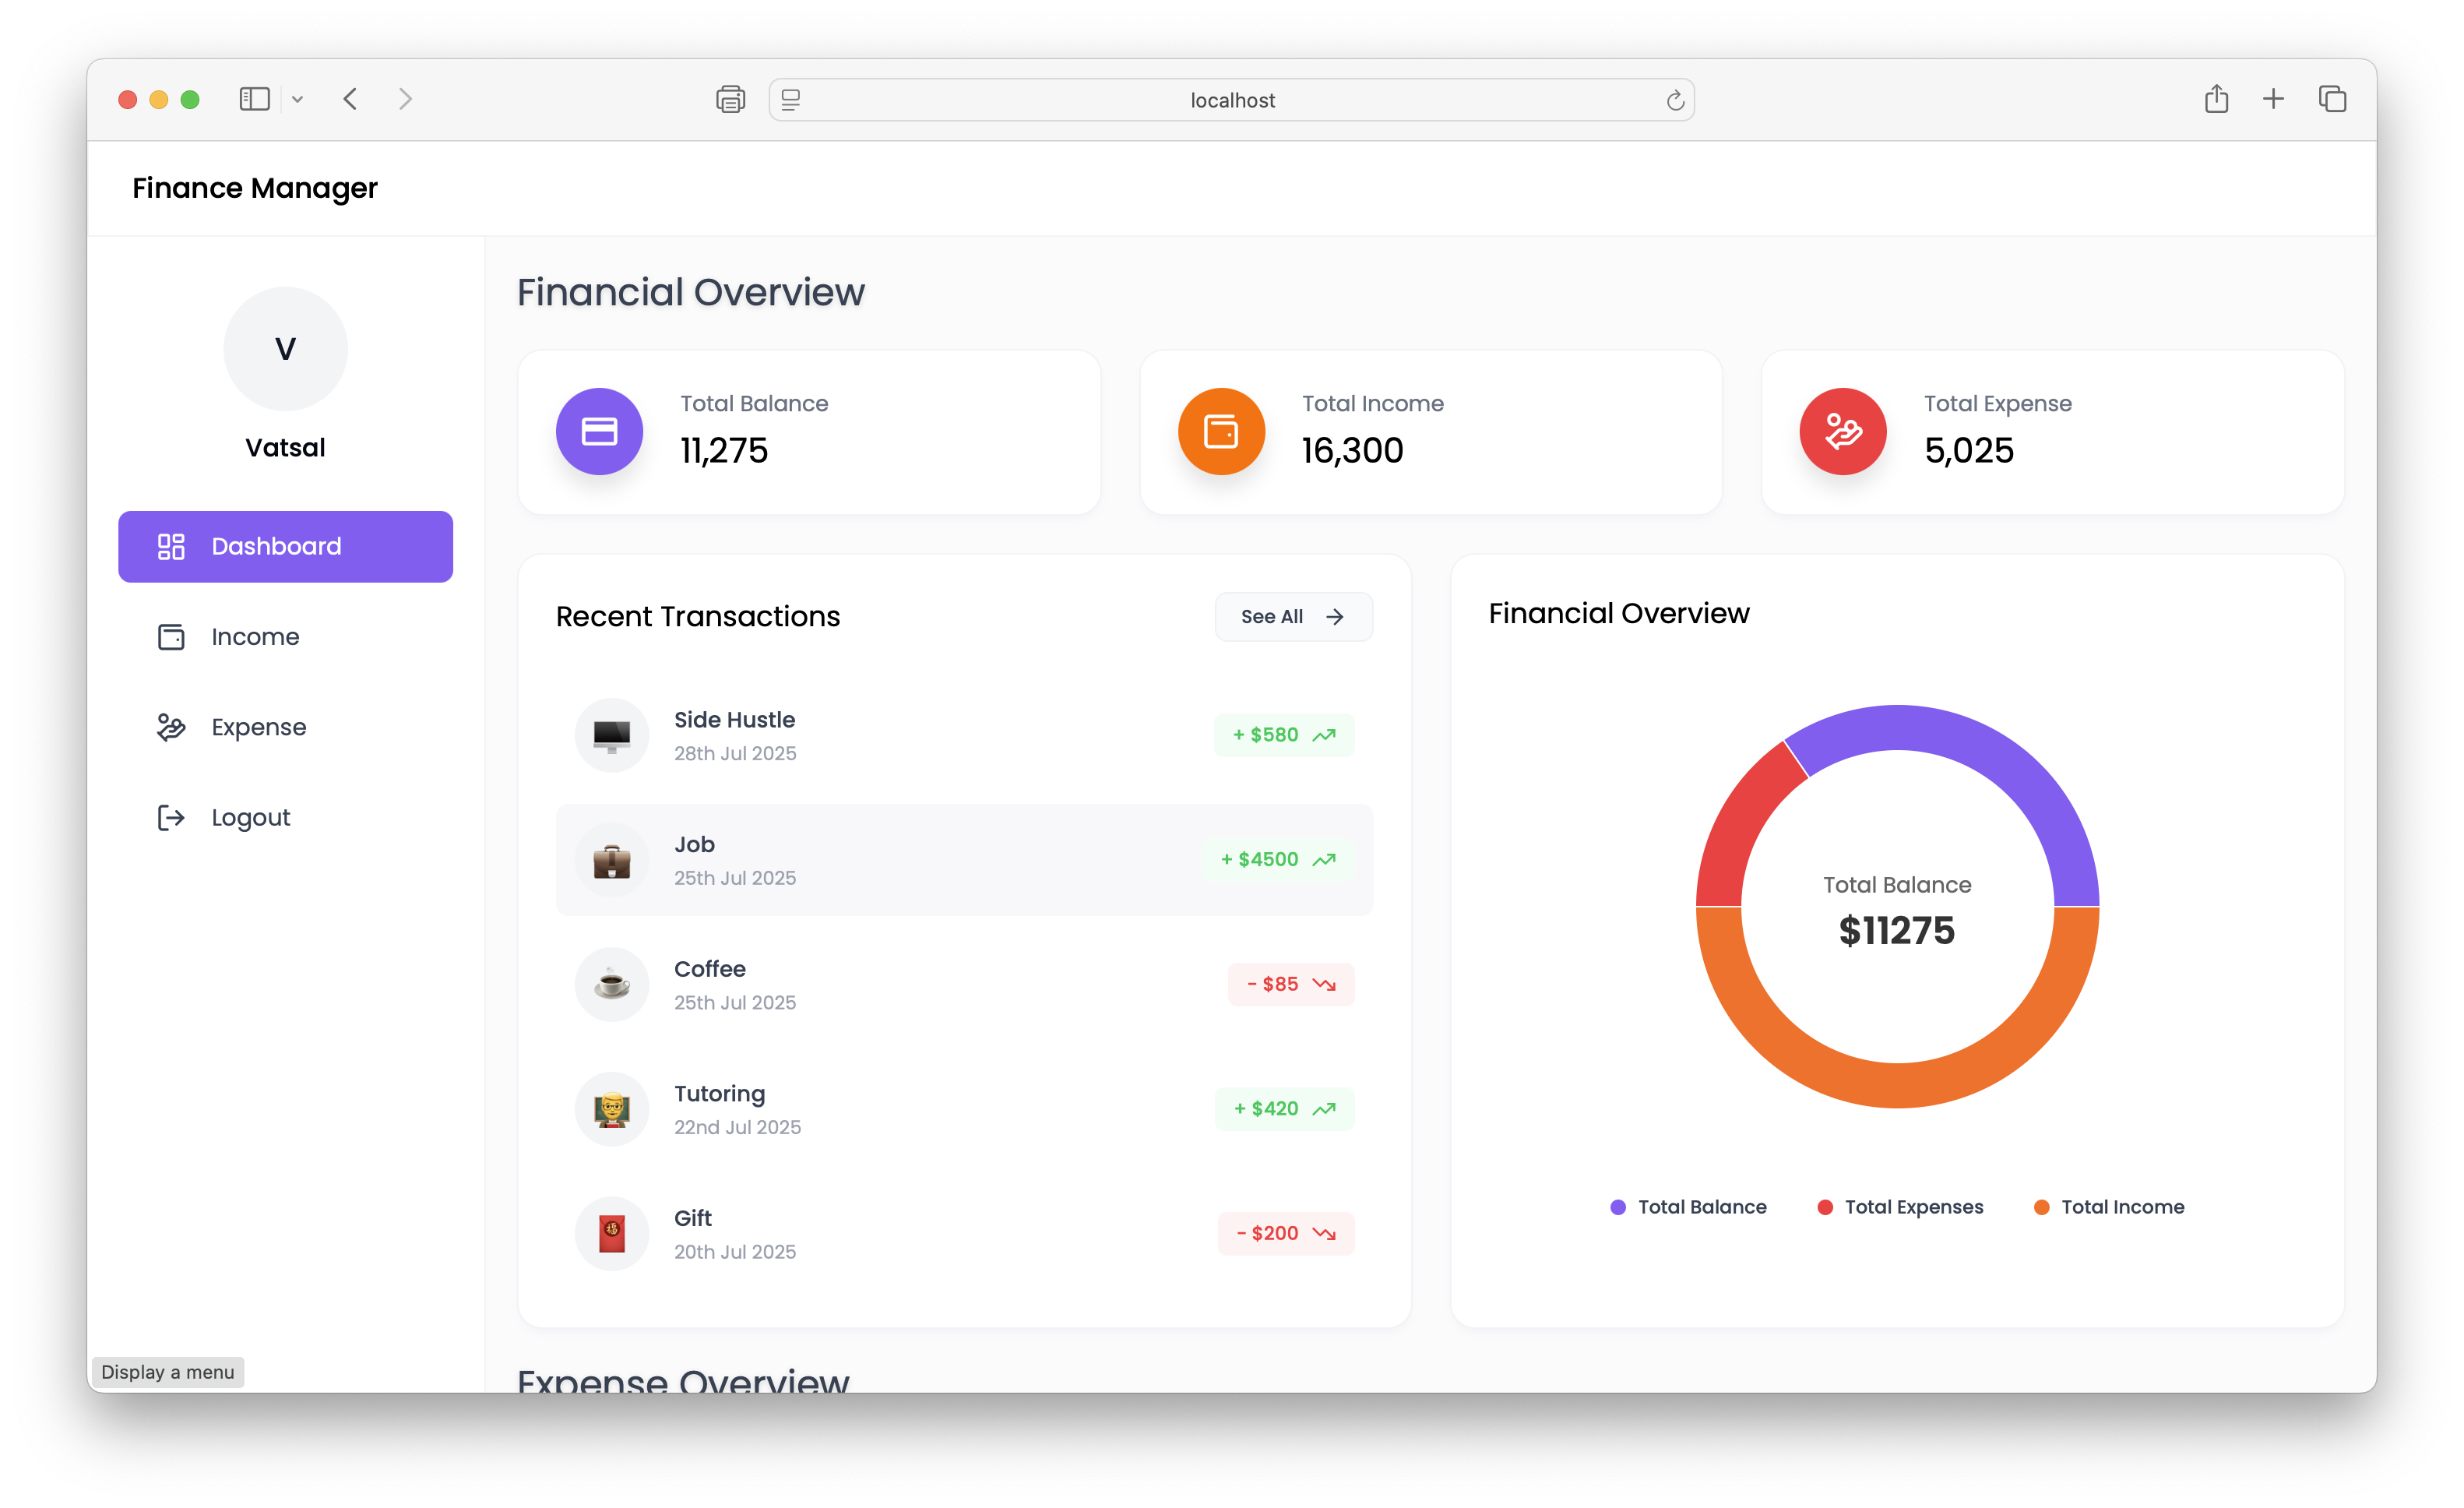 localhost
Finance Manager
V
Vatsal
Dashboard
Income
Expense
Logout
Financial Overview
Total Balance
11,275
Total Income
16,300
Total Expense
5,025
Recent Transactions
See All
Side Hustle
28th Jul 2025
+ $580
Job
25th Jul 2025
+ $4500
Coffee
25th Jul 2025
- $85
Tutoring
22nd Jul 2025
+ $420
Gift
20th Jul 2025
- $200
Financial Overview
Total Balance
$11275
Total Balance
Total Expenses
Total Income
Expense Overview
Display a menu